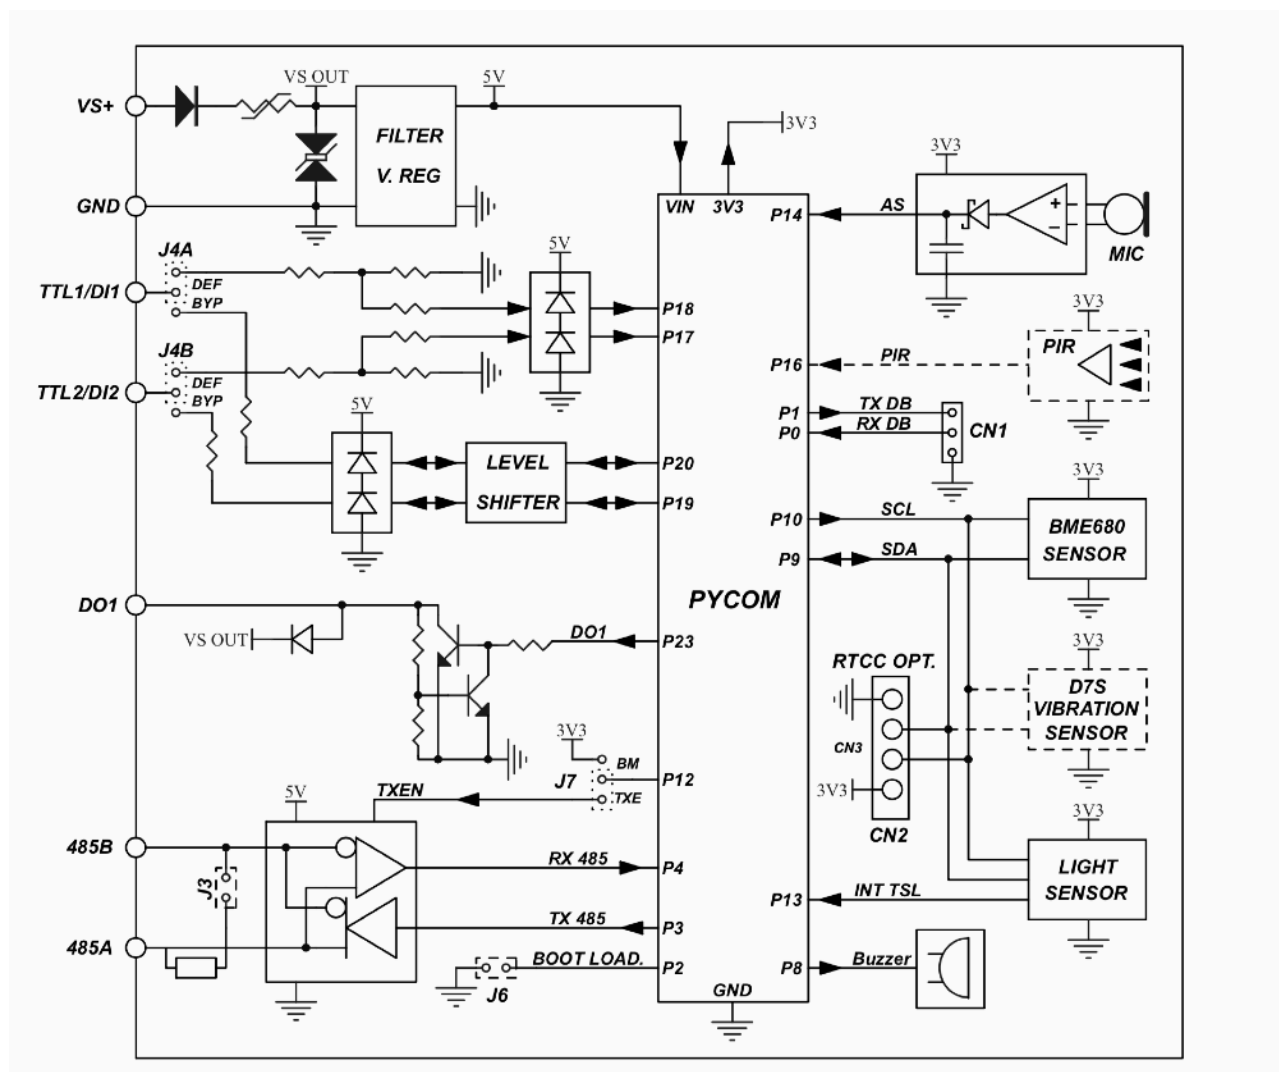 VS OUT
5V
VS+
FILTER
V. REG
3V3
3V3
GND
VIN
3V3
P14
AS
MIC
J4A
5V
DEF
TTL1/DI1
BYP
P18
P17
3V3
PIR
P16
PIR
J4B
DEF
TTL2/DI2
BYP
5V
P1
TX DB
P0
RX DB
CN1
LEVEL
SHIFTER
P20
P19
3V3
P10
SCL
BME680
SENSOR
P9
SDA
PYCOM
DO1
VS OUT
DO1
P23
3V3
RTCC OPT.
D7S
VIBRATION
SENSOR
CN3
3V3
CN2
3V3
BM
J7
P12
TXE
TXEN
5V
485B
RX 485
P4
J3
3V3
LIGHT
SENSOR
P13
INT TSL
TX 485
P3
485A
BOOT LOAD.
P2
J6
P8
Buzzer
GND